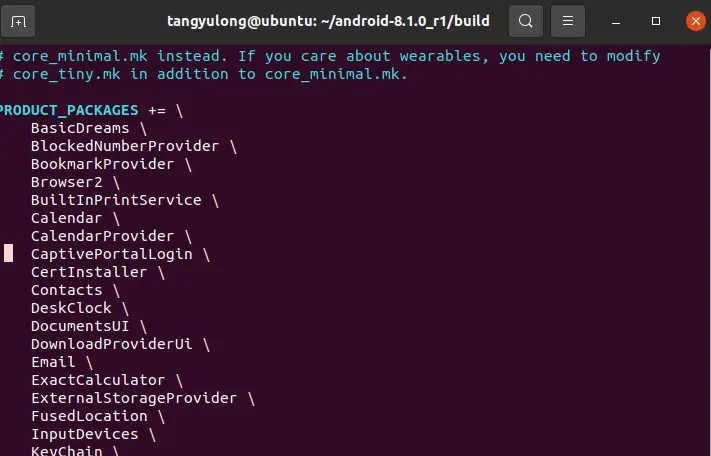 tangyulong@ubuntu: ~/android-8.1.0_r1/build
# core_minimal.mk instead. If you care about wearables, you need to modify
# core_tiny.mk in addition to core_minimal.mk.
PRODUCT_PACKAGES += \
BasicDreams \
BlockedNumberProvider \
BookmarkProvider \
Browser2 \
BuiltInPrintService \
Calendar \
CalendarProvider \
CaptivePortalLogin \
CertInstaller \
Contacts \
DeskClock \
DocumentsUI \
DownloadProviderUi \
Email \
ExactCalculator \
ExternalStorageProvider \
FusedLocation \
InputDevices \
KeyChain \